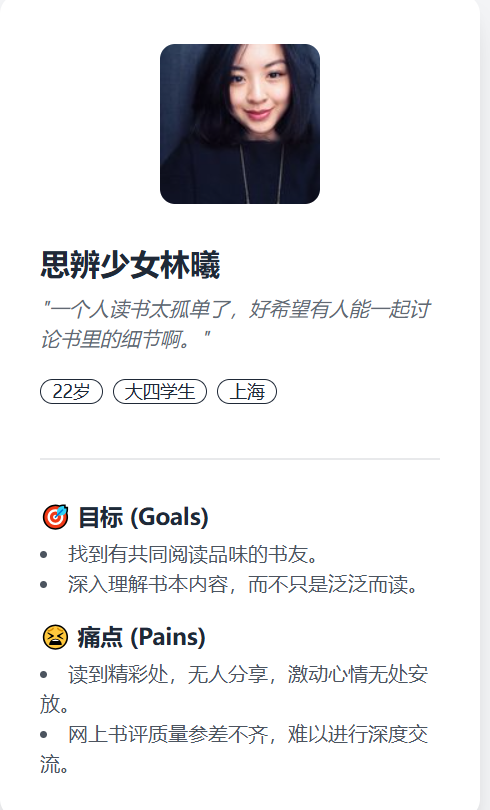 思辨少女林曦
"一个人读书太孤单了，好希望有人能一起讨
论书里的细节啊。"
22岁 大四学生 上海
🎯 目标 (Goals)
• 找到有共同阅读品味的书友。
• 深入理解书本内容，而不只是泛泛而读。
😫 痛点 (Pains)
• 读到精彩处，无人分享，激动心情无处安
放。
• 网上书评质量参差不齐，难以进行深度交
流。